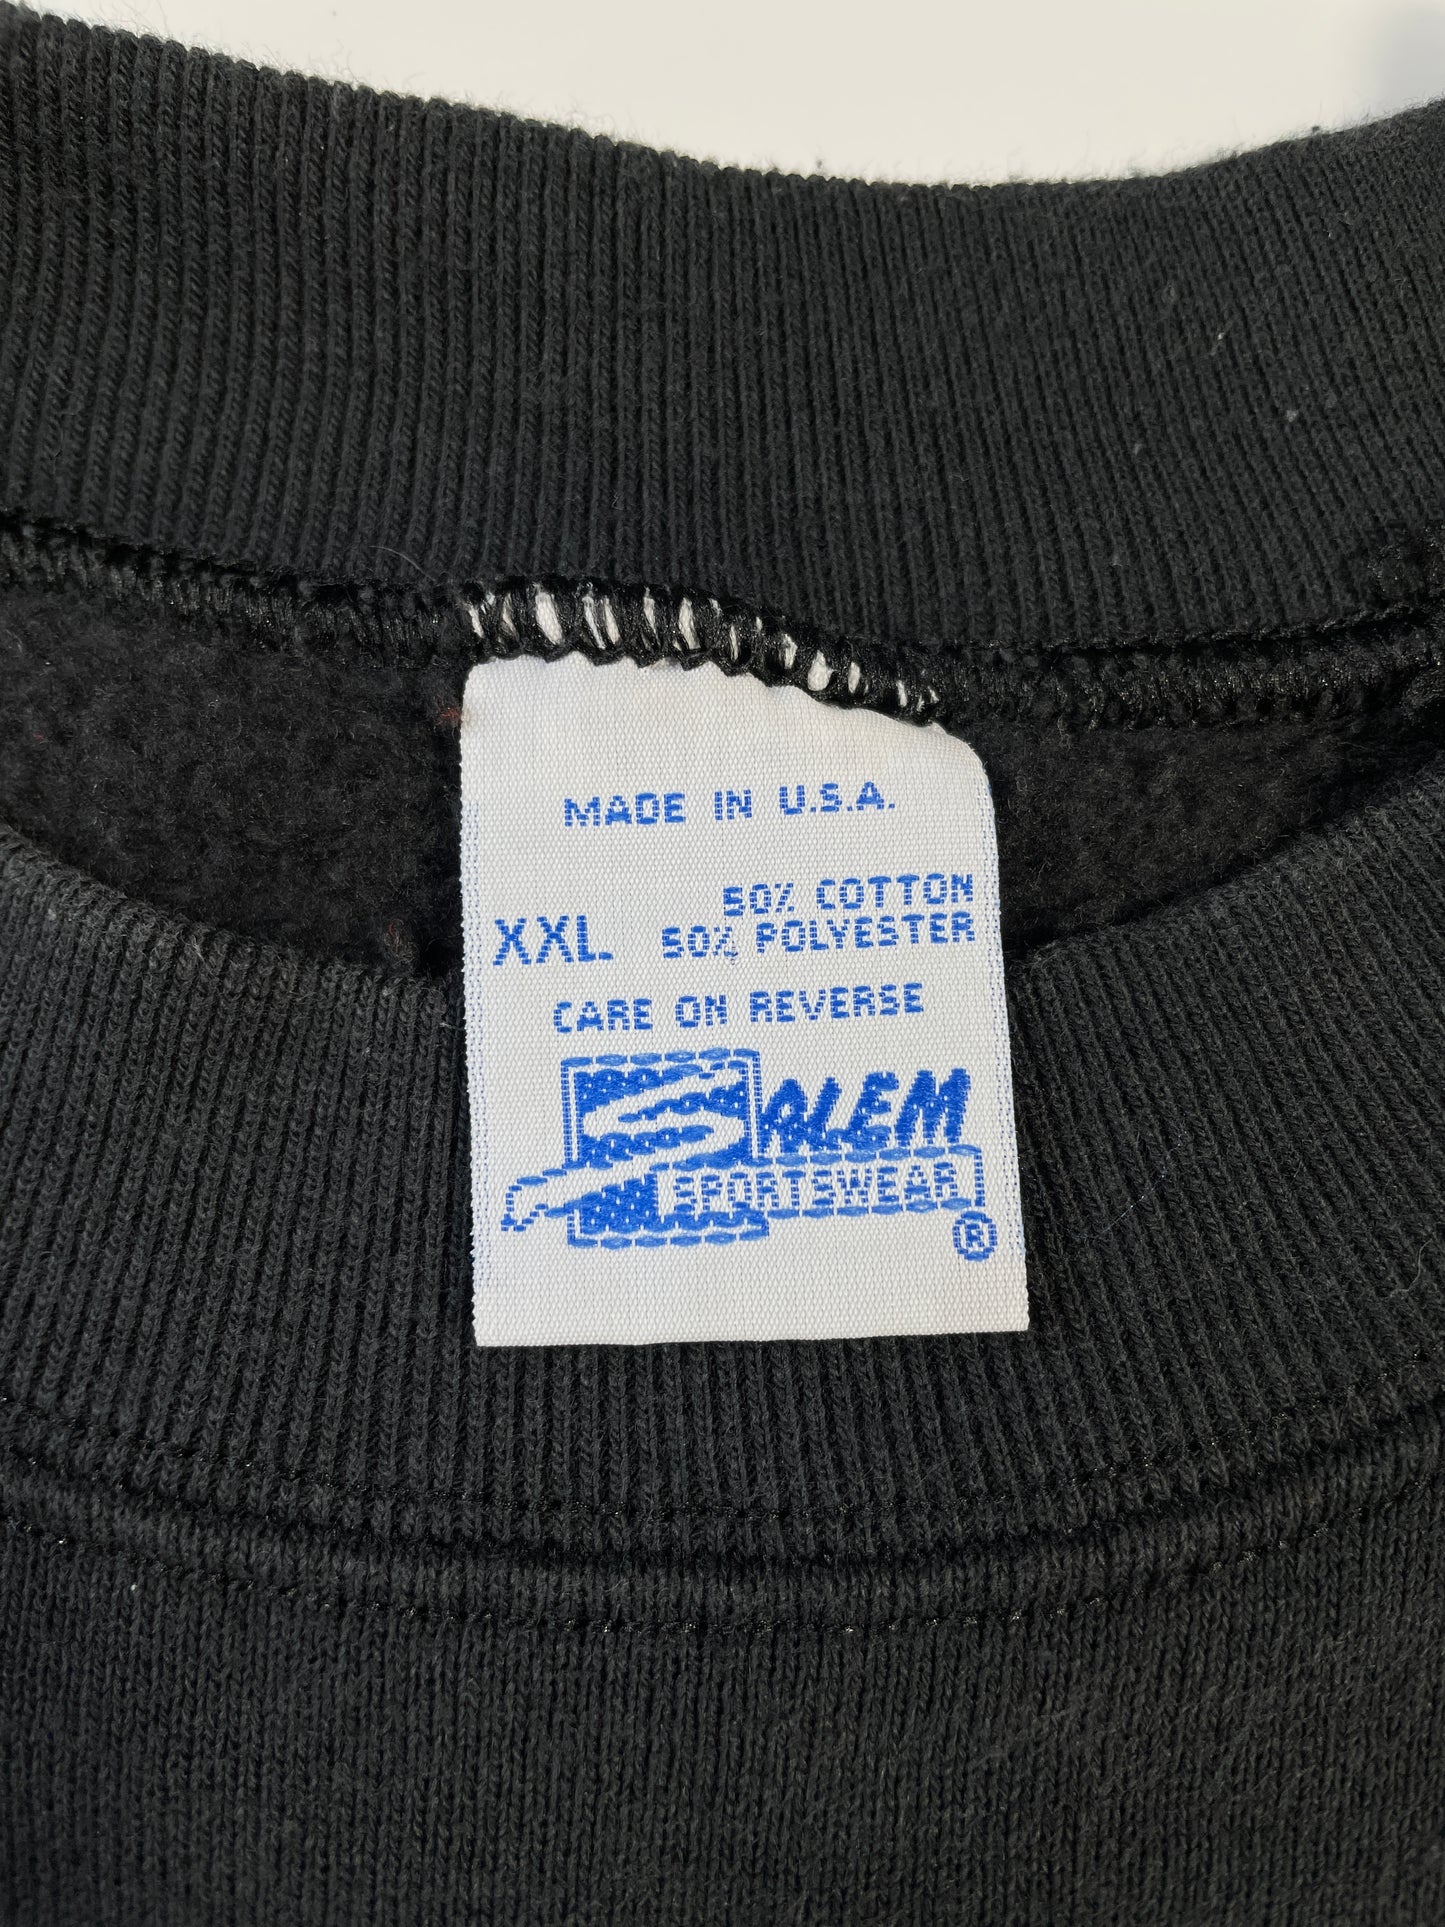 MADE IN U.S.A.
50% COTTON
XXL 50% POLYESTER
CARE ON REVERSE
SALEM
SPORTSWEAR
®